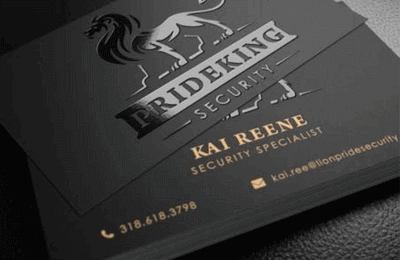 PRIDEKING
SECURITY
KAI REENE
SECURITY SPECIALIST
kai.ree@lionpridesecurity
318.618.3798